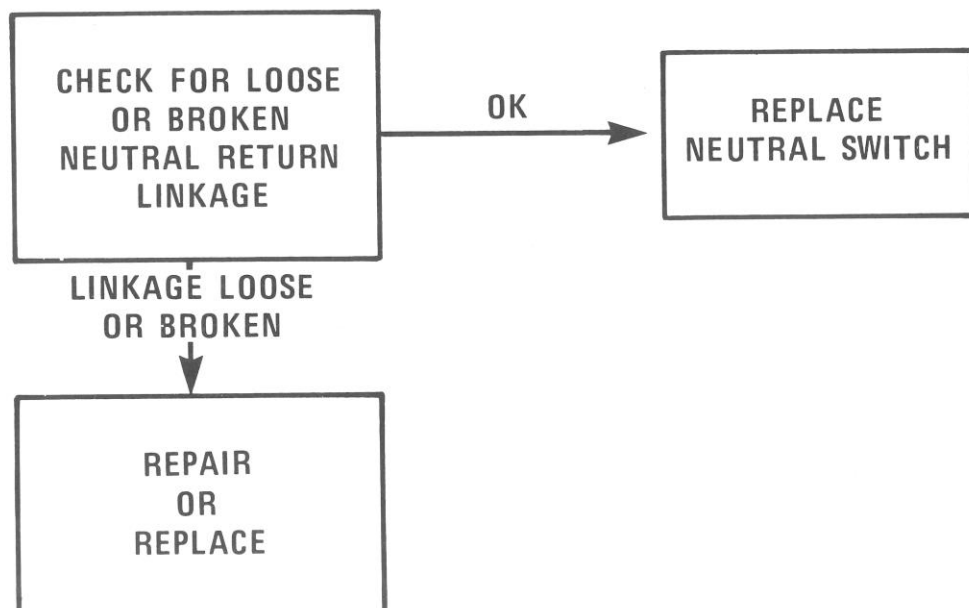 CHECK FOR LOOSE
OR BROKEN
NEUTRAL RETURN
LINKAGE
OK
REPLACE
NEUTRAL SWITCH
LINKAGE LOOSE
OR BROKEN
REPAIR
OR
REPLACE